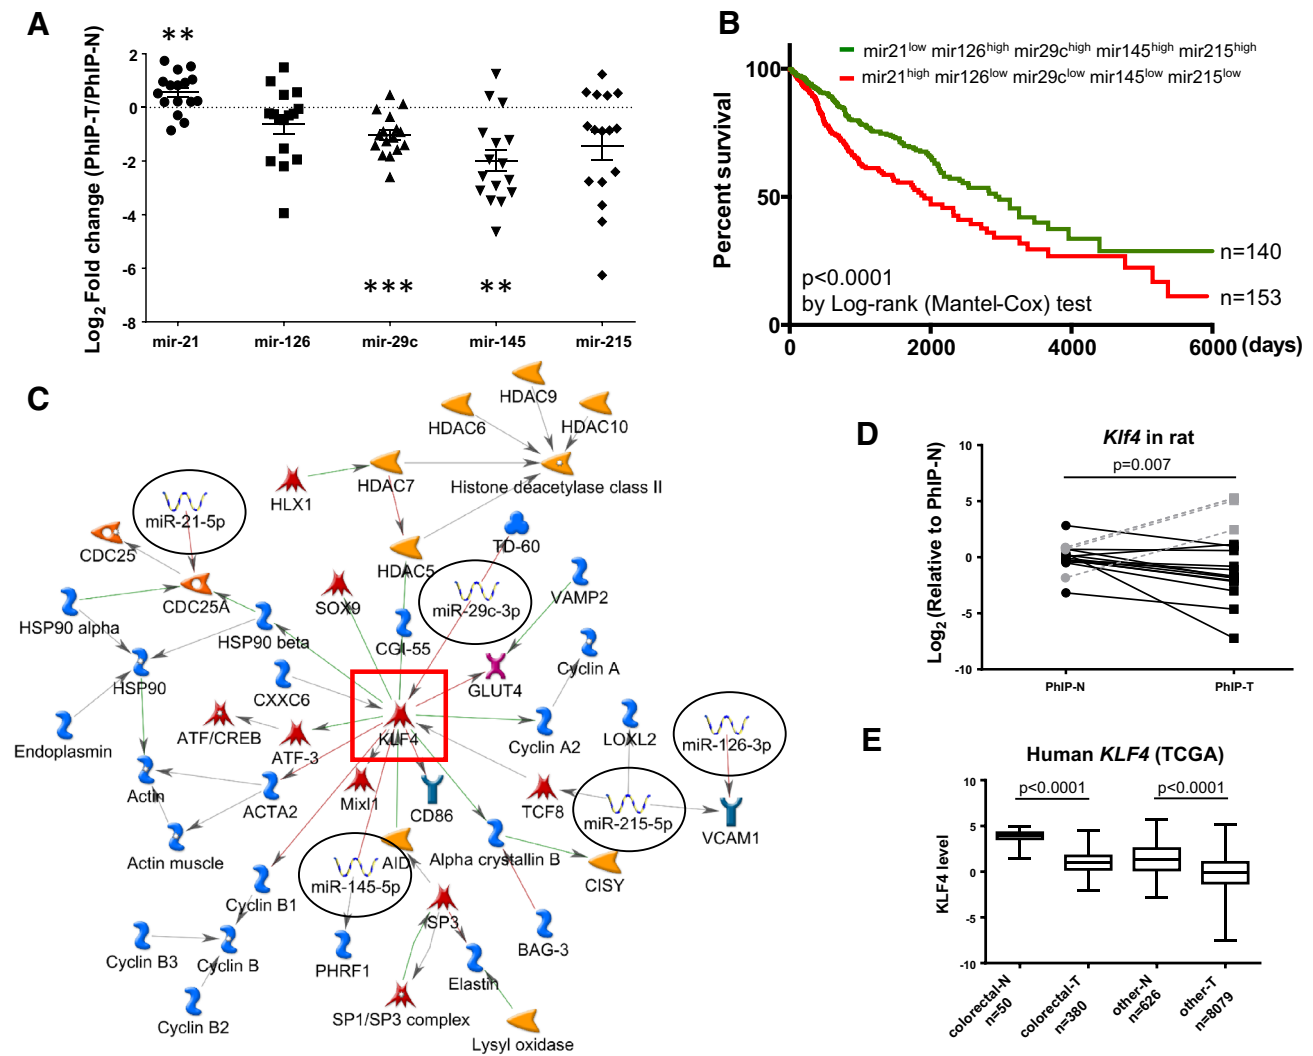 A
**
Log2 Fold change (PhIP-T/PhIP-N)
2
0
-2
-4
-6
-8
***
**
mir-21
mir-126
mir-29c
mir-145
mir-215
B
mir21low mir126high mir29chigh mir145high mir215high
mir21high mir126low mir29clow mir145low mir215low
Percent survival
100
50
0
p<0.0001
by Log-rank (Mantel-Cox) test
n=140
n=153
0
2000
4000
6000 (days)
C
HDAC9
HDAC6
HDAC10
HDAC7
Histone deacetylase class II
HLX1
miR-21-5p
CDC25
TD-60
HDAC5
CDC25A
SOX9
miR-29c-3p
VAMP2
HSP90 alpha
HSP90 beta
CGI-55
Cyclin A
HSP90
CXXC6
GLUT4
ATF/CREB
KLF4
Cyclin A2
LOXL2
miR-126-3p
Endoplasmin
ATF-3
Actin
ACTA2
Mixl1
CD86
TCF8
miR-215-5p
VCAM1
Actin muscle
AID
Alpha crystallin B
miR-145-5p
CISY
Cyclin B1
SP3
Cyclin B3
Cyclin B
PHRF1
BAG-3
Elastin
Cyclin B2
SP1/SP3 complex
Lysyl oxidase
D
Klf4 in rat
p=0.007
Log2 (Relative to PhIP-N)
10
5
0
-5
-10
PhIP-N
PhIP-T
E
Human KLF4 (TCGA)
p<0.0001
p<0.0001
KLF4 level
10
5
0
-5
-10
colorectal-N
n=50
colorectal-T
n=380
other-N
n=626
other-T
n=8079